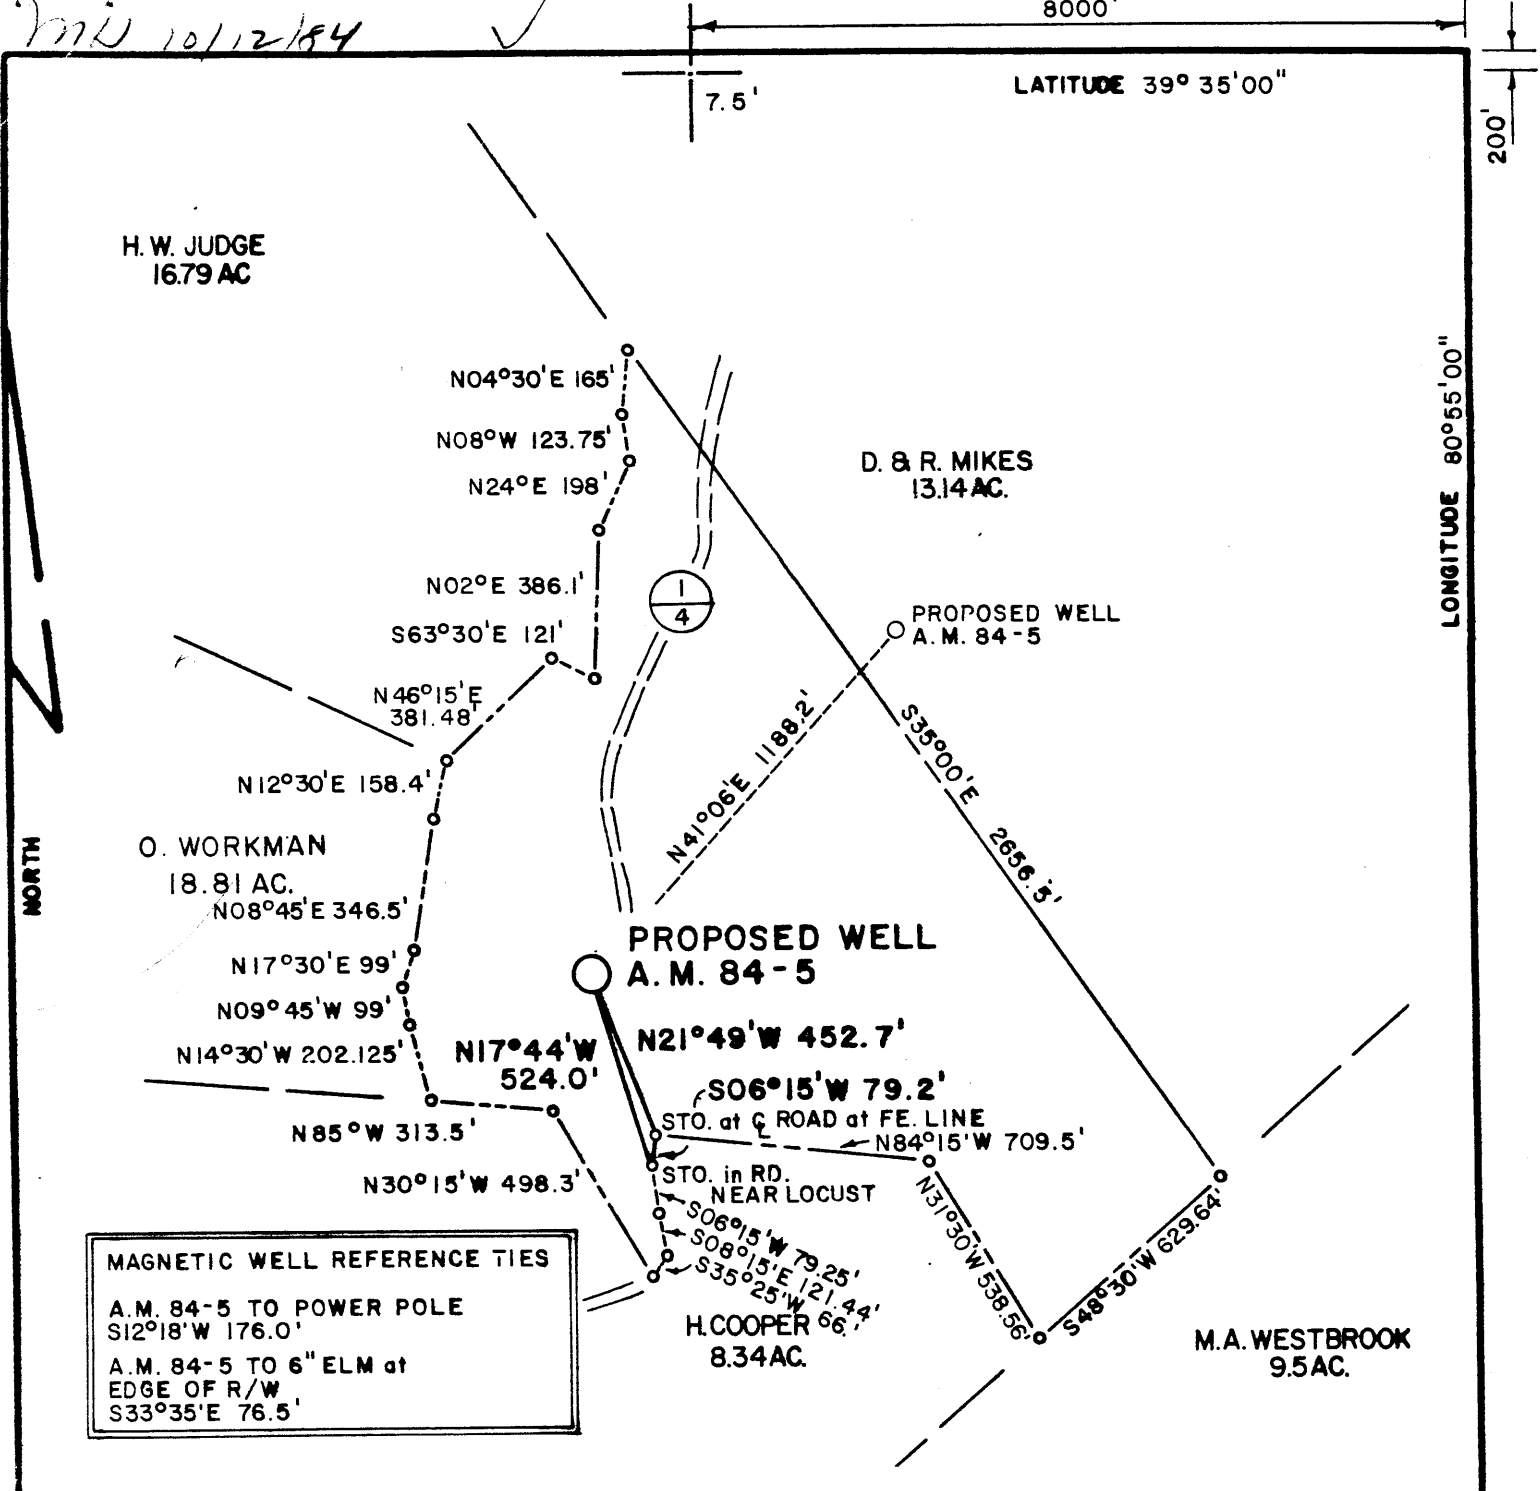 MD 10/12/84 ✓
8000'
LATITUDE 39° 35'00"
7.5'
200'
H. W. JUDGE
16.79 AC
N04°30'E 165'
N08°W 123.75'
N24°E 198'
D. & R. MIKES
13.14 AC.
LONGITUDE 80°55'00"
N02°E 386.1'
1
4
S63°30'E 121'
PROPOSED WELL
A.M. 84-5
N46°15'E
381.48'
N41°06'E 1188.2'
S35°00'E 2656.5'
N12°30'E 158.4'
O. WORKMAN
18.81 AC.
NORTH
N08°45'E 346.5'
N17°30'E 99'
PROPOSED WELL
A.M. 84-5
N09°45'W 99'
N14°30'W 202.125'
N17°44'W
524.0'
N21°49'W 452.7'
S06°15'W 79.2'
STO. at ℄ ROAD at FE. LINE
N85°W 313.5'
N84°15'W 709.5'
N30°15'W 498.3'
STO. in RD.
NEAR LOCUST
S06°15'W 79.25'
S08°15'E 121.44'
S35°25'W 66.'
N31°30'W 538.56'
S48°30'W 629.64'
H. COOPER
8.34 AC.
M.A. WESTBROOK
9.5 AC.
MAGNETIC WELL REFERENCE TIES
A.M. 84-5 TO POWER POLE
S12°18'W 176.0'
A.M. 84-5 TO 6" ELM at
EDGE OF R/W
S33°35'E 76.5'